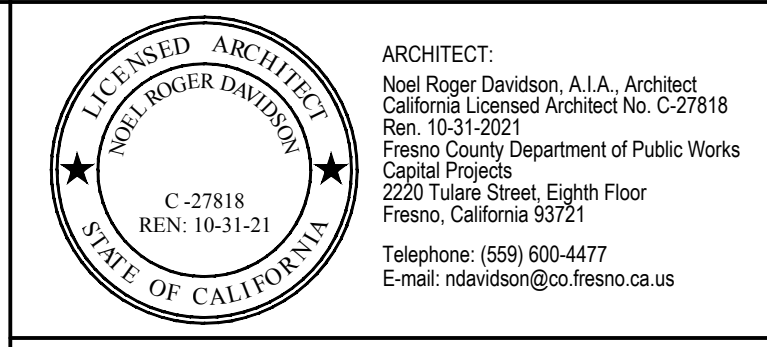 LICENSED ARCHITECT
NOEL ROGER DAVIDSON
C -27818
REN: 10-31-21
STATE OF CALIFORNIA
ARCHITECT:
Noel Roger Davidson, A.I.A., Architect
California Licensed Architect No. C-27818
Ren. 10-31-2021
Fresno County Department of Public Works
Capital Projects
2220 Tulare Street, Eighth Floor
Fresno, California 93721
Telephone: (559) 600-4477
E-mail: ndavidson@co.fresno.ca.us